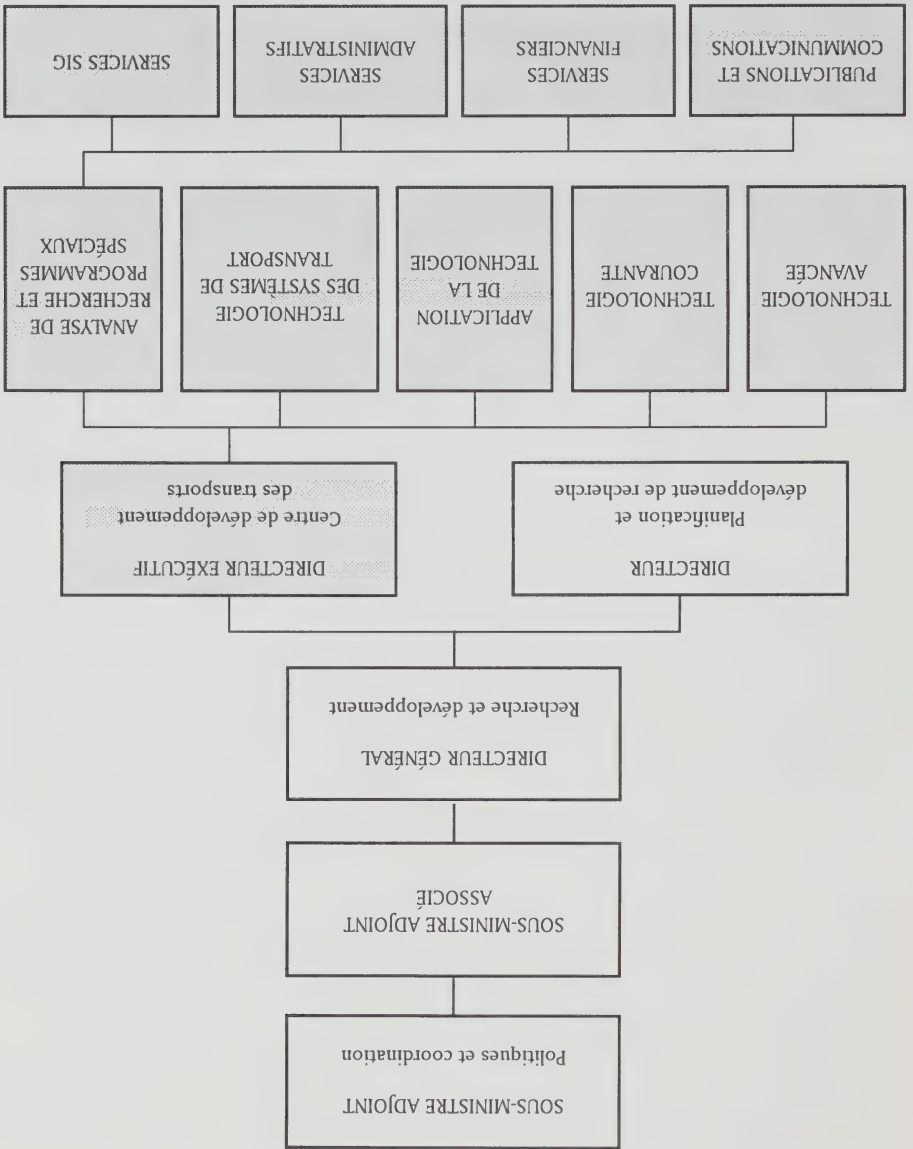 SOUS-MINISTRE ADJOINT
Politiques et coordination
SOUS-MINISTRE ADJOINT
ASSOCIÉ
DIRECTEUR GÉNÉRAL
Recherche et développement
DIRECTEUR
Planification et
développement de recherche
DIRECTEUR EXÉCUTIF
Centre de développement
des transports
TECHNOLOGIE
AVANCÉE
TECHNOLOGIE
COURANTE
APPLICATION
DE LA
TECHNOLOGIE
TECHNOLOGIE
DES SYSTÈMES DE
TRANSPORT
ANALYSE DE
RECHERCHE ET
PROGRAMMES
SPÉCIAUX
PUBLICATIONS ET
COMMUNICATIONS
SERVICES
FINANCIERS
SERVICES
ADMINISTRATIFS
SERVICES SIG